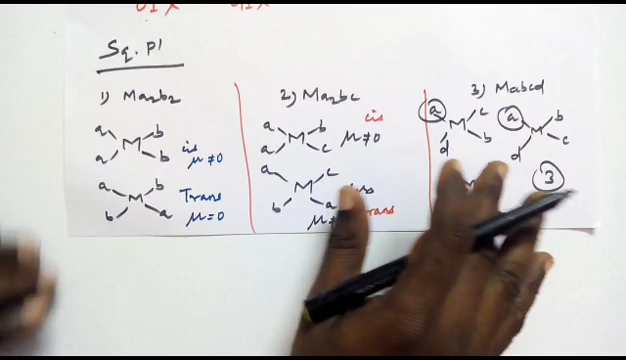 Sq. Pl
1) Ma2b2
a b
M
a b
cis
μ ≠ 0
a b
M
b a
Trans
μ = 0
2) Ma2bc
cis
a b
M
a c
μ ≠ 0
a c
M
b a
trans
μ
3) Mabcd
a c
M
d b
a b
M
d c
3